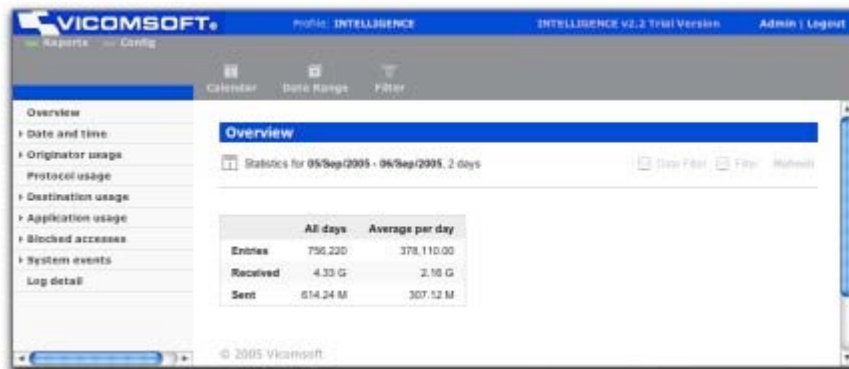 VICOMSOFT®
Profile: INTELLIGENCE
INTELLIGENCE v2.2 Trial Version
Admin | Logout
Reports
Config
Calendar
Date Range
Filter
Overview
Date and time
Originator usage
Protocol usage
Destination usage
Application usage
Blocked accesses
System events
Log detail
Overview
Statistics for 05/Sep/2005 - 06/Sep/2005, 2 days
Date Filter
Filter
Refresh
All days Average per day
Entries 756,220 378,110.00
Received 4.33 G 2.16 G
Sent 614.24 M 307.12 M
© 2005 Vicomsoft